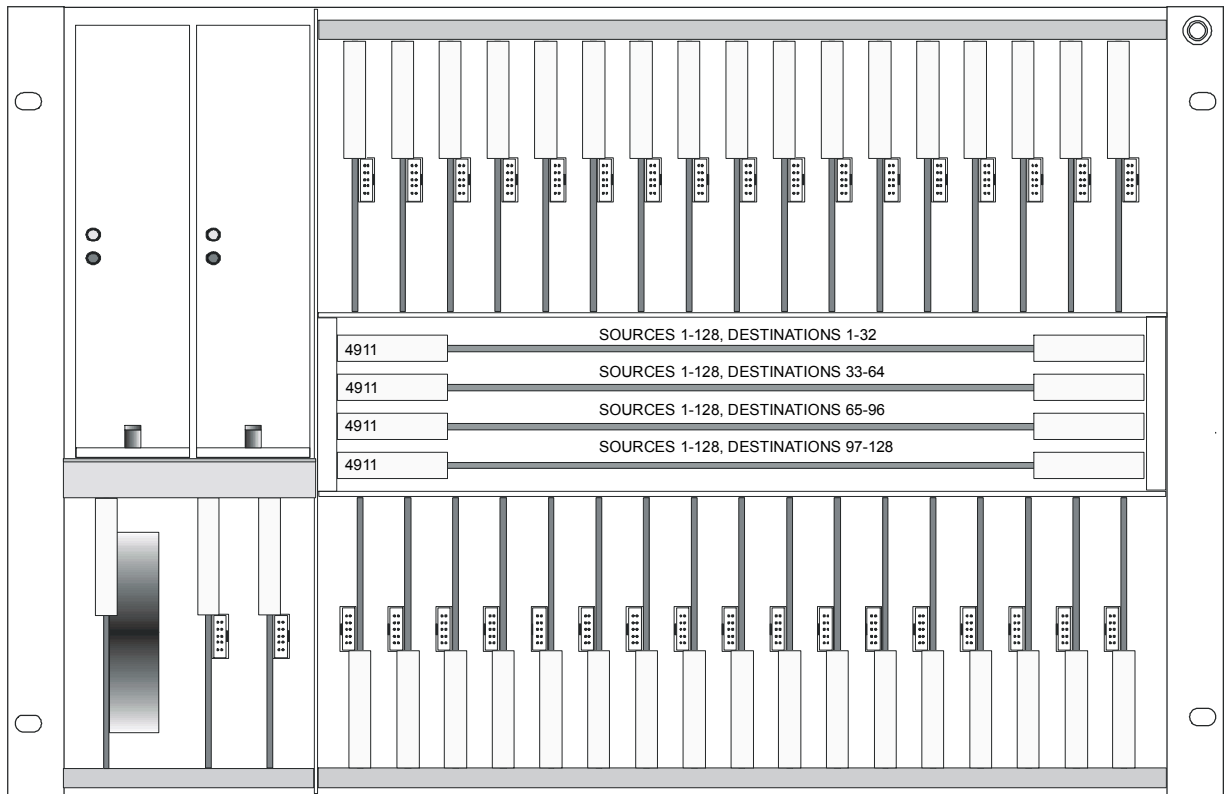 SOURCES 1-128, DESTINATIONS 1-32
4911
SOURCES 1-128, DESTINATIONS 33-64
4911
SOURCES 1-128, DESTINATIONS 65-96
4911
SOURCES 1-128, DESTINATIONS 97-128
4911